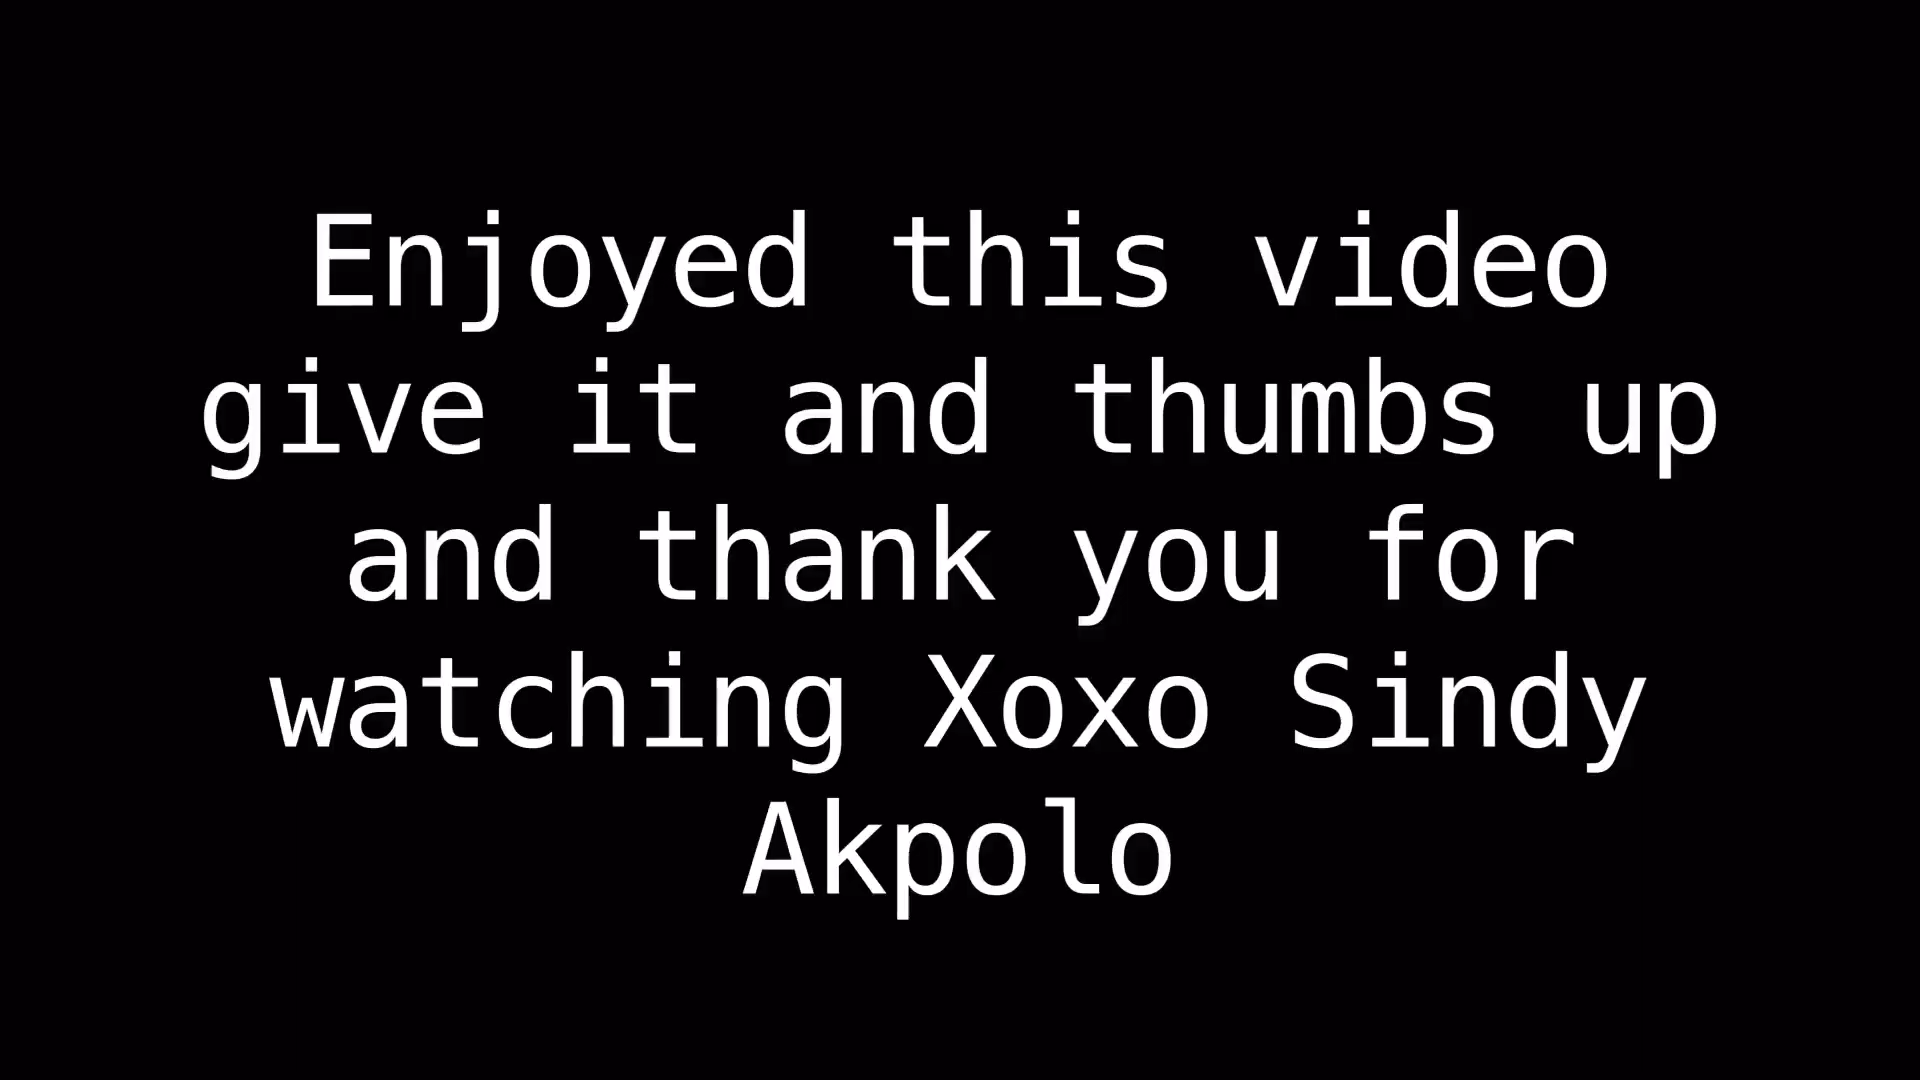 Enjoyed this video
give it and thumbs up
and thank you for
watching Xoxo Sindy
Akpolo